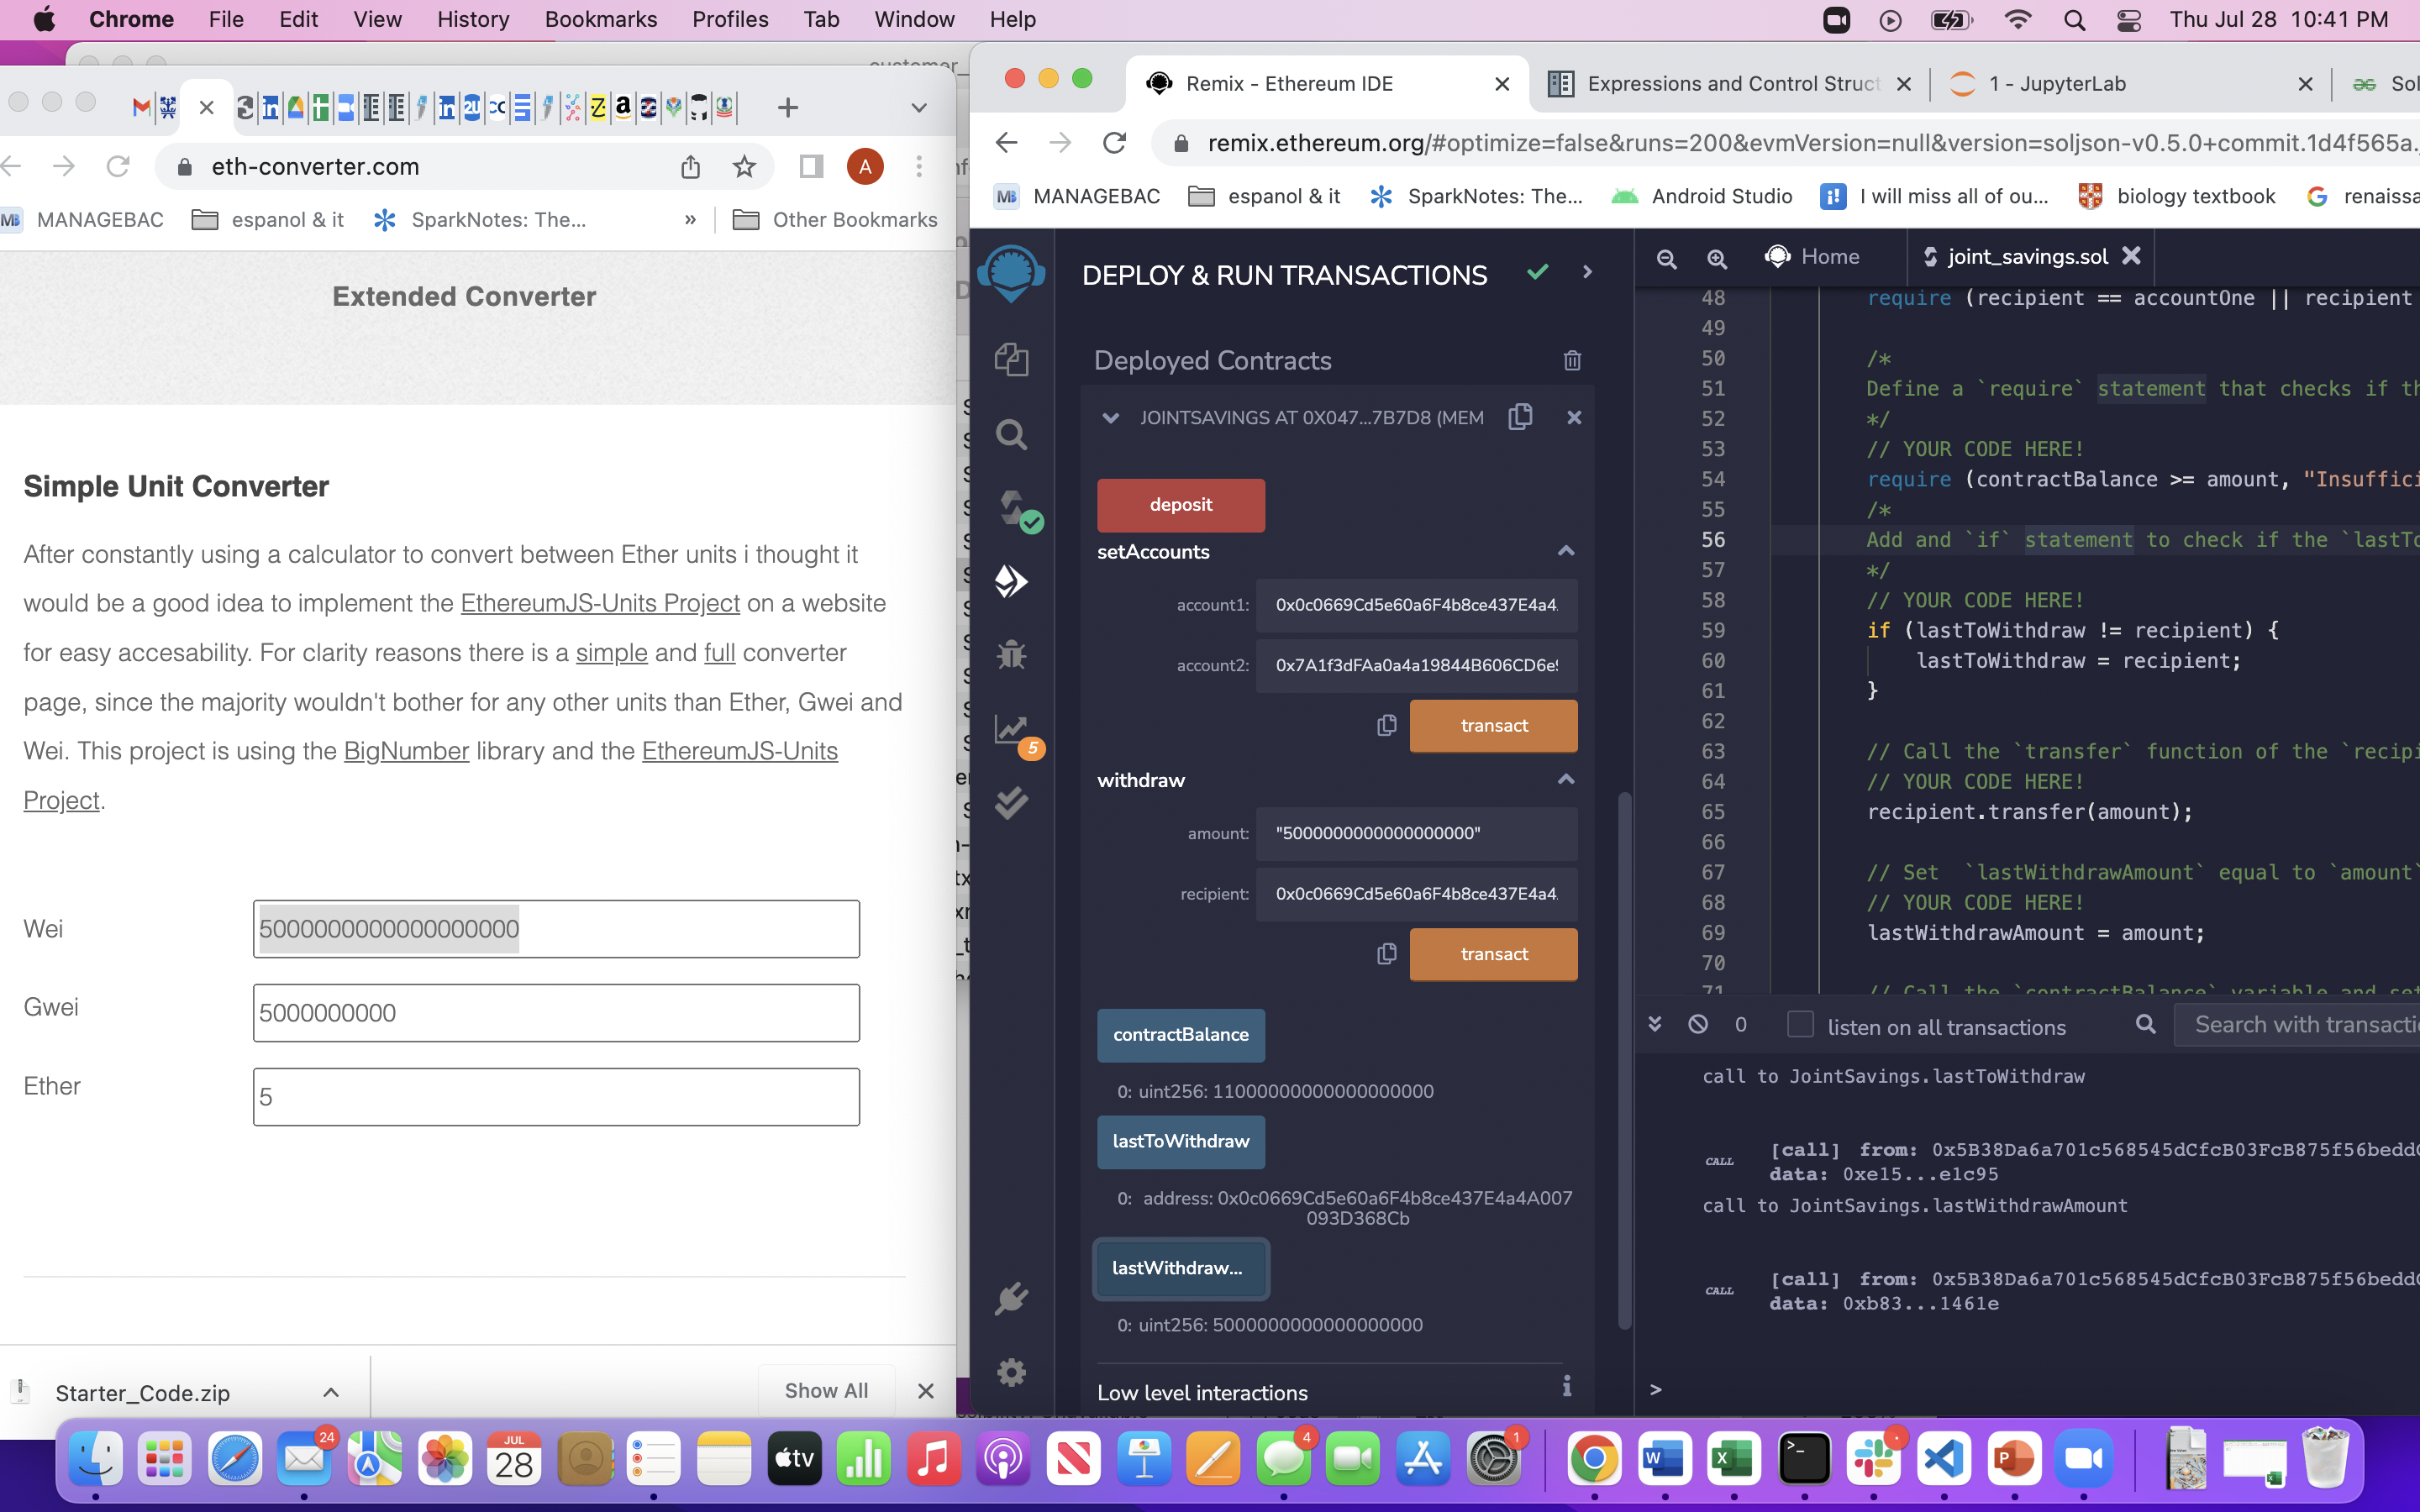 Chrome File Edit View History Bookmarks Profiles Tab Window Help Thu Jul 28 10:41 PM
eth-converter.com
A
MANAGEBAC espanol & it SparkNotes: The... » Other Bookmarks
Extended Converter
Simple Unit Converter
After constantly using a calculator to convert between Ether units i thought it
would be a good idea to implement the EthereumJS-Units Project on a website
for easy accesability. For clarity reasons there is a simple and full converter
page, since the majority wouldn't bother for any other units than Ether, Gwei and
Wei. This project is using the BigNumber library and the EthereumJS-Units
Project.
Wei 5000000000000000000
Gwei 5000000000
Ether 5
Starter_Code.zip Show All
Remix - Ethereum IDE Expressions and Control Struct 1 - JupyterLab Sol
remix.ethereum.org/#optimize=false&runs=200&evmVersion=null&version=soljson-v0.5.0+commit.1d4f565a.
MB MANAGEBAC espanol & it SparkNotes: The... Android Studio I will miss all of ou... biology textbook renaissa
DEPLOY & RUN TRANSACTIONS
Deployed Contracts
JOINTSAVINGS AT 0X047...7B7D8 (MEM
deposit
setAccounts
account1: 0x0c0669Cd5e60a6F4b8ce437E4a4
account2: 0x7A1f3dFAa0a4a19844B606CD6e
transact
withdraw
amount: "5000000000000000000"
recipient: 0x0c0669Cd5e60a6F4b8ce437E4a4
transact
contractBalance
0: uint256: 11000000000000000000
lastToWithdraw
0: address: 0x0c0669Cd5e60a6F4b8ce437E4a4A007
093D368Cb
lastWithdraw...
0: uint256: 5000000000000000000
Low level interactions
5
Home joint_savings.sol
48 require (recipient == accountOne || recipient
49
50 /*
51 Define a `require` statement that checks if th
52 */
53 // YOUR CODE HERE!
54 require (contractBalance >= amount, "Insuffici
55 /*
56 Add and `if` statement to check if the `lastTo
57 */
58 // YOUR CODE HERE!
59 if (lastToWithdraw != recipient) {
60 lastToWithdraw = recipient;
61 }
62
63 // Call the `transfer` function of the `recipi
64 // YOUR CODE HERE!
65 recipient.transfer(amount);
66
67 // Set `lastWithdrawAmount` equal to `amount`
68 // YOUR CODE HERE!
69 lastWithdrawAmount = amount;
70
71 // Call the `contractBalance` variable and set
0 listen on all transactions Search with transacti
call to JointSavings.lastToWithdraw
CALL [call] from: 0x5B38Da6a701c568545dCfcB03FcB875f56bedd
data: 0xe15...e1c95
call to JointSavings.lastWithdrawAmount
CALL [call] from: 0x5B38Da6a701c568545dCfcB03FcB875f56bedd
data: 0xb83...1461e
>
24
JUL
28
tv
4
1